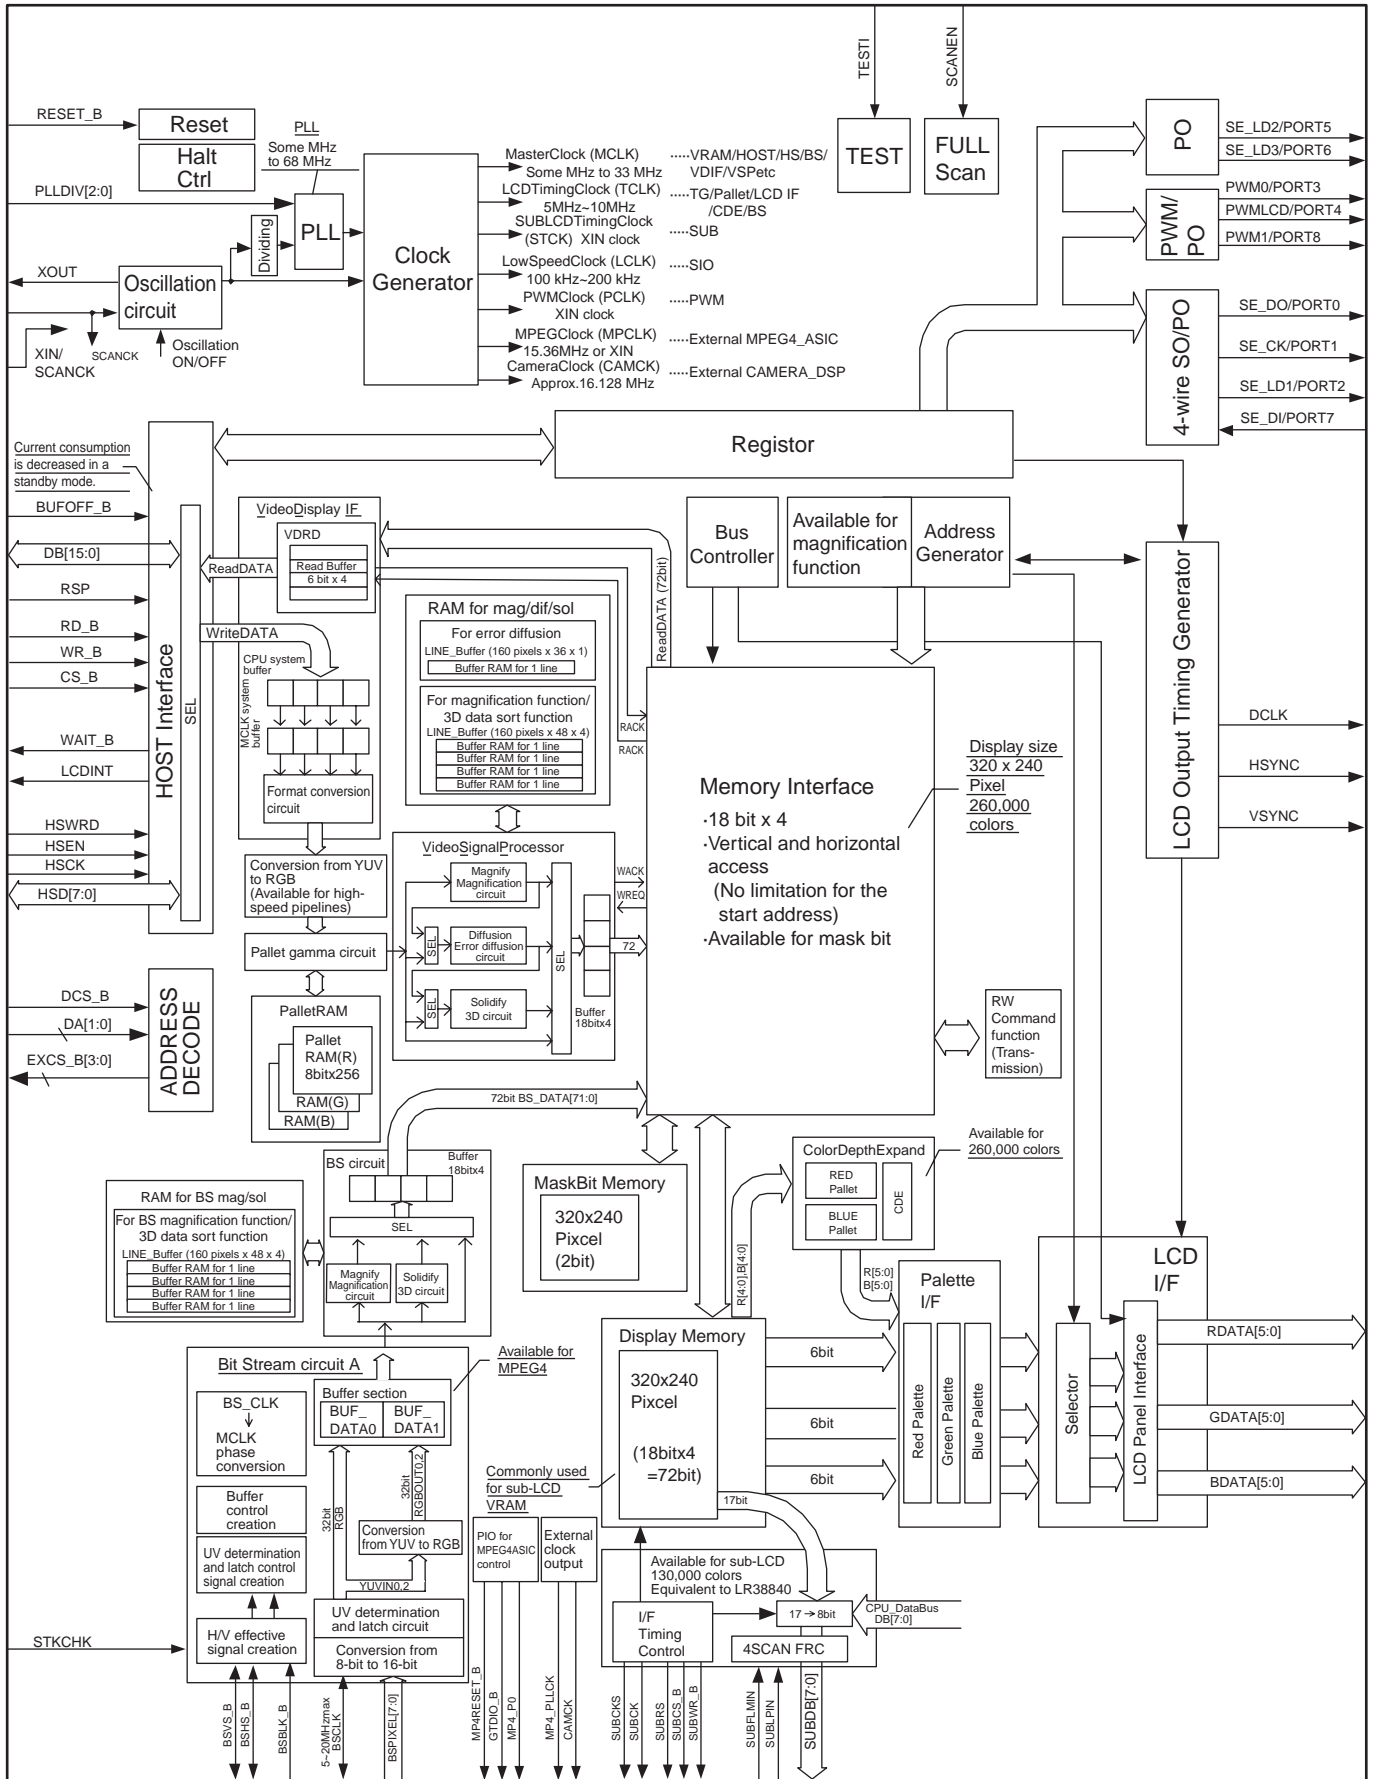 TESTI
SCANEN
RESET_B
Reset
Halt
Ctrl
PLL
Some MHz
to 68 MHz
PLLDIV[2:0]
Dividing
PLL
XOUT
Oscillation
circuit
XIN/
SCANCK
SCANCK
Oscillation
ON/OFF
Clock
Generator
MasterClock (MCLK)
Some MHz to 33 MHz
·····VRAM/HOST/HS/BS/
VDIF/VSPetc
LCDTimingClock (TCLK)
5MHz~10MHz
·····TG/Pallet/LCD IF
/CDE/BS
SUBLCDTimingClock
(STCK) XIN clock
·····SUB
LowSpeedClock (LCLK)
100 kHz~200 kHz
·····SIO
PWMClock (PCLK)
XIN clock
·····PWM
MPEGClock (MPCLK)
15.36MHz or XIN
·····External MPEG4_ASIC
CameraClock (CAMCK)
Approx.16.128 MHz
·····External CAMERA_DSP
TEST
FULL
Scan
PO
SE_LD2/PORT5
SE_LD3/PORT6
PWM/
PO
PWM0/PORT3
PWMLCD/PORT4
PWM1/PORT8
4-wire SO/PO
SE_DO/PORT0
SE_CK/PORT1
SE_LD1/PORT2
SE_DI/PORT7
Registor
Current consumption
is decreased in a
standby mode.
BUFOFF_B
DB[15:0]
RSP
RD_B
WR_B
CS_B
WAIT_B
LCDINT
HSWRD
HSEN
HSCK
HSD[7:0]
HOST Interface
SEL
VideoDisplay IF
VDRD
Read Buffer
6 bit x 4
ReadDATA
WriteDATA
CPU system
buffer
MCLK system
buffer
Format conversion
circuit
Conversion from YUV
to RGB
(Available for high-
speed pipelines)
Pallet gamma circuit
PalletRAM
Pallet
RAM(R)
8bitx256
RAM(G)
RAM(B)
DCS_B
DA[1:0]
EXCS_B[3:0]
ADDRESS
DECODE
RAM for mag/dif/sol
For error diffusion
LINE_Buffer (160 pixels x 36 x 1)
Buffer RAM for 1 line
For magnification function/
3D data sort function
LINE_Buffer (160 pixels x 48 x 4)
Buffer RAM for 1 line
Buffer RAM for 1 line
Buffer RAM for 1 line
Buffer RAM for 1 line
VideoSignalProcessor
Magnify
Magnification
circuit
SEL
Diffusion
Error diffusion
circuit
SEL
Solidify
3D circuit
SEL
Buffer
18bitx4
WACK
WREQ
72
ReadDATA (72bit)
RACK
RACK
Bus
Controller
Available for
magnification
function
Address
Generator
Memory Interface
·18 bit x 4
·Vertical and horizontal
access
(No limitation for the
start address)
·Available for mask bit
Display size
320 x 240
Pixel
260,000
colors
LCD Output Timing Generator
DCLK
HSYNC
VSYNC
RW
Command
function
(Trans-
mission)
72bit BS_DATA[71:0]
BS circuit
Buffer
18bitx4
SEL
Magnify
Magnification
circuit
Solidify
3D circuit
RAM for BS mag/sol
For BS magnification function/
3D data sort function
LINE_Buffer (160 pixels x 48 x 4)
Buffer RAM for 1 line
Buffer RAM for 1 line
Buffer RAM for 1 line
Buffer RAM for 1 line
MaskBit Memory
320x240
Pixcel
(2bit)
ColorDepthExpand
RED
Pallet
BLUE
Pallet
CDE
Available for
260,000 colors
R[4:0],B[4:0]
R[5:0]
B[5:0]
Palette
I/F
Red Palette
Green Palette
Blue Palette
LCD
I/F
Selector
LCD Panel Interface
RDATA[5:0]
GDATA[5:0]
BDATA[5:0]
Display Memory
320x240
Pixcel
(18bitx4
=72bit)
6bit
6bit
6bit
17bit
Commonly used
for sub-LCD
VRAM
Bit Stream circuit A
Available for
MPEG4
BS_CLK
↓
MCLK
phase
conversion
Buffer section
BUF_
DATA0
BUF_
DATA1
32bit
RGB
32bit
RGBOUT0,2
Buffer
control
creation
Conversion
from YUV to RGB
UV determination
and latch control
signal creation
YUVIN0,2
UV determination
and latch circuit
H/V effective
signal creation
Conversion from
8-bit to 16-bit
STKCHK
BSVS_B
BSHS_B
BSBLK_B
5~20MHzmax
BSCLK
BSPIXEL[7:0]
PIO for
MPEG4ASIC
control
External
clock
output
MP4RESET_B
GTDIO_B
MP4_P0
MP4_PLLCK
CAMCK
Available for sub-LCD
130,000 colors
Equivalent to LR38840
I/F
Timing
Control
17→8bit
4SCAN FRC
CPU_DataBus
DB[7:0]
SUBCKS
SUBCK
SUBRS
SUBCS_B
SUBWR_B
SUBFLMIN
SUBLPIN
SUBDB[7:0]